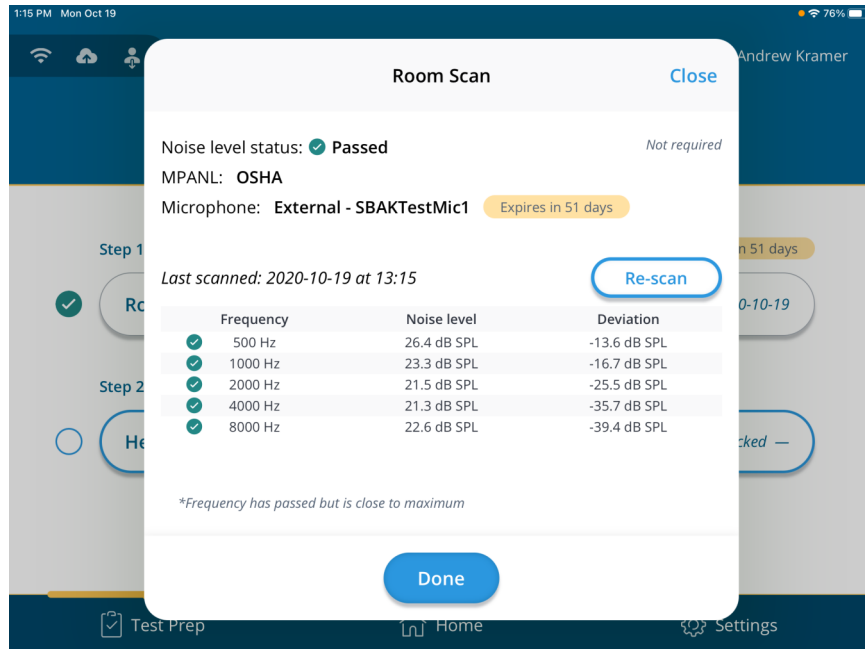 1:15 PM Mon Oct 19
76%
Andrew Kramer
Room Scan
Close
Noise level status: Passed
Not required
MPANL: OSHA
Microphone: External - SBAKTestMic1 Expires in 51 days
Step 1
n 51 days
Last scanned: 2020-10-19 at 13:15
Re-scan
Ro
0-10-19
Frequency Noise level Deviation
500 Hz 26.4 dB SPL -13.6 dB SPL
1000 Hz 23.3 dB SPL -16.7 dB SPL
2000 Hz 21.5 dB SPL -25.5 dB SPL
4000 Hz 21.3 dB SPL -35.7 dB SPL
8000 Hz 22.6 dB SPL -39.4 dB SPL
Step 2
He
cked —
*Frequency has passed but is close to maximum
Done
Test Prep
Home
Settings